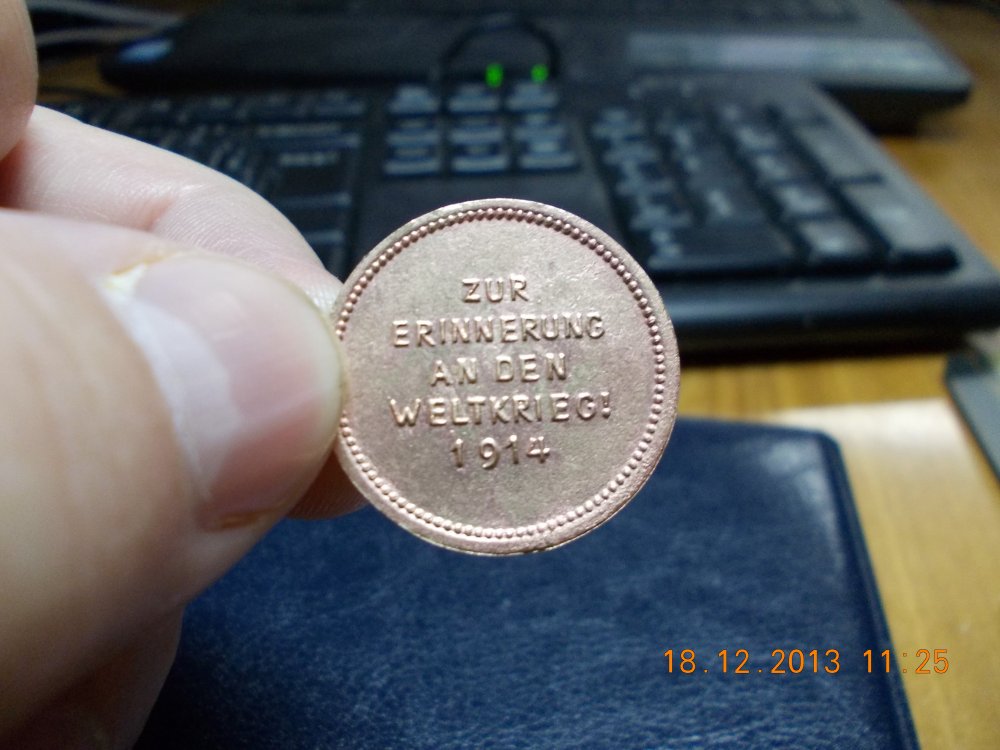 ZUR
ERINNERUNG
AN DEN
WELTKRIEG!
1914
18.12.2013 11:25